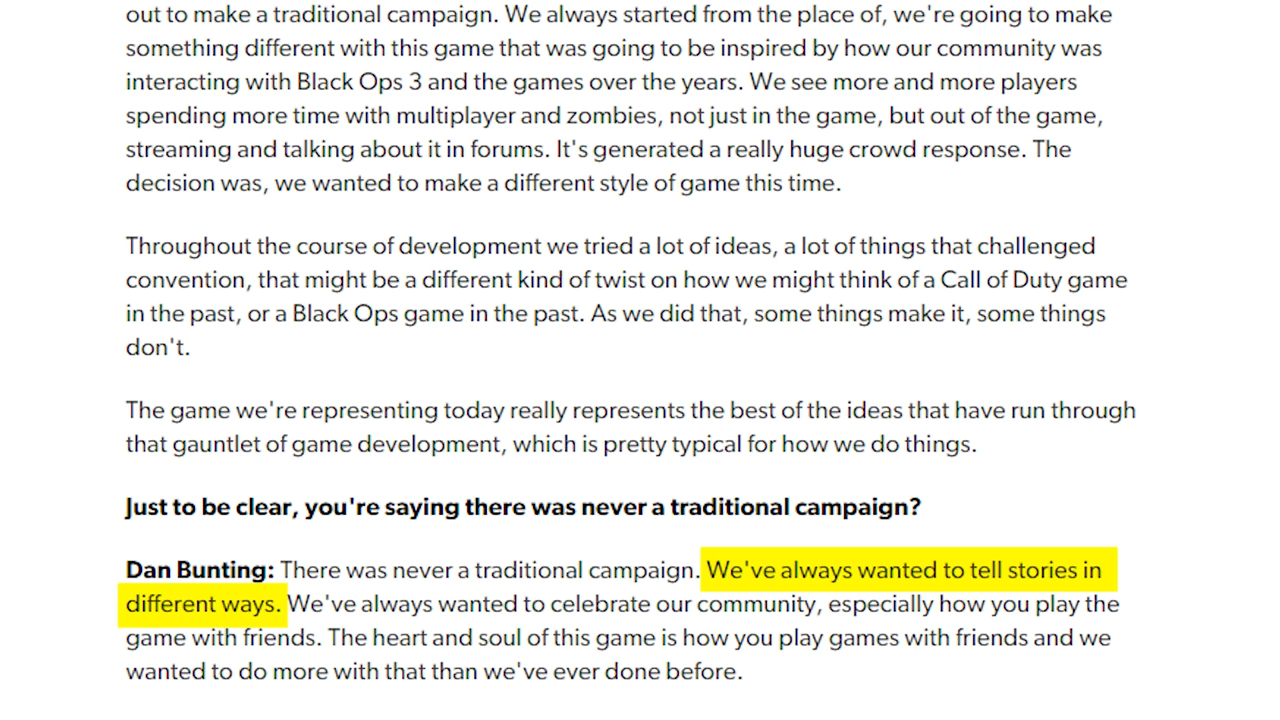 out to make a traditional campaign. We always started from the place of, we're going to make
something different with this game that was going to be inspired by how our community was
interacting with Black Ops 3 and the games over the years. We see more and more players
spending more time with multiplayer and zombies, not just in the game, but out of the game,
streaming and talking about it in forums. It's generated a really huge crowd response. The
decision was, we wanted to make a different style of game this time.
Throughout the course of development we tried a lot of ideas, a lot of things that challenged
convention, that might be a different kind of twist on how we might think of a Call of Duty game
in the past, or a Black Ops game in the past. As we did that, some things make it, some things
don't.
The game we're representing today really represents the best of the ideas that have run through
that gauntlet of game development, which is pretty typical for how we do things.
Just to be clear, you're saying there was never a traditional campaign?
Dan Bunting: There was never a traditional campaign. We've always wanted to tell stories in
different ways. We've always wanted to celebrate our community, especially how you play the
game with friends. The heart and soul of this game is how you play games with friends and we
wanted to do more with that than we've ever done before.